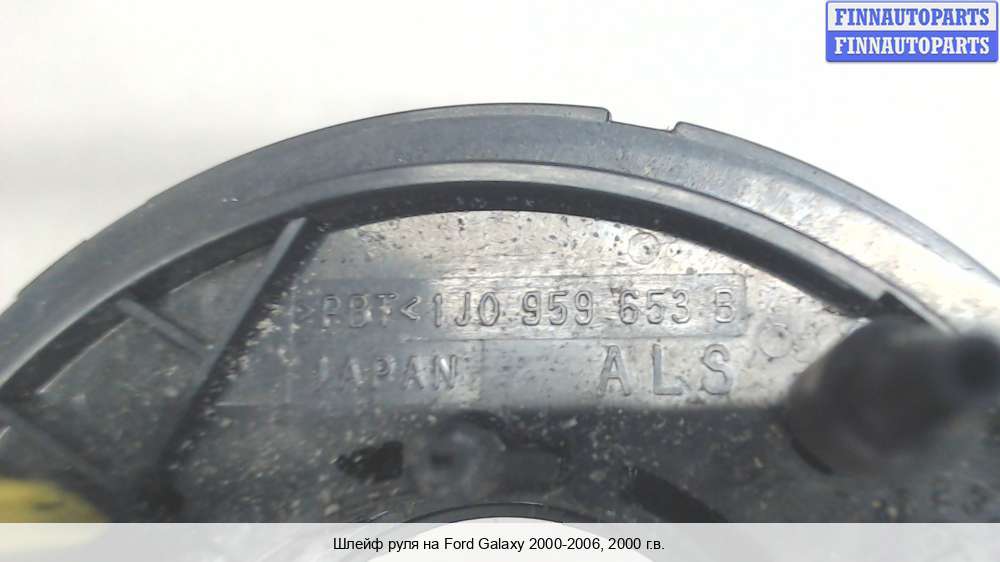 FINNAUTOPARTS
FINNAUTOPARTS
>PBT<1J0 959 653 B
JAPAN ALS
Шлейф руля на Ford Galaxy 2000-2006, 2000 г.в.